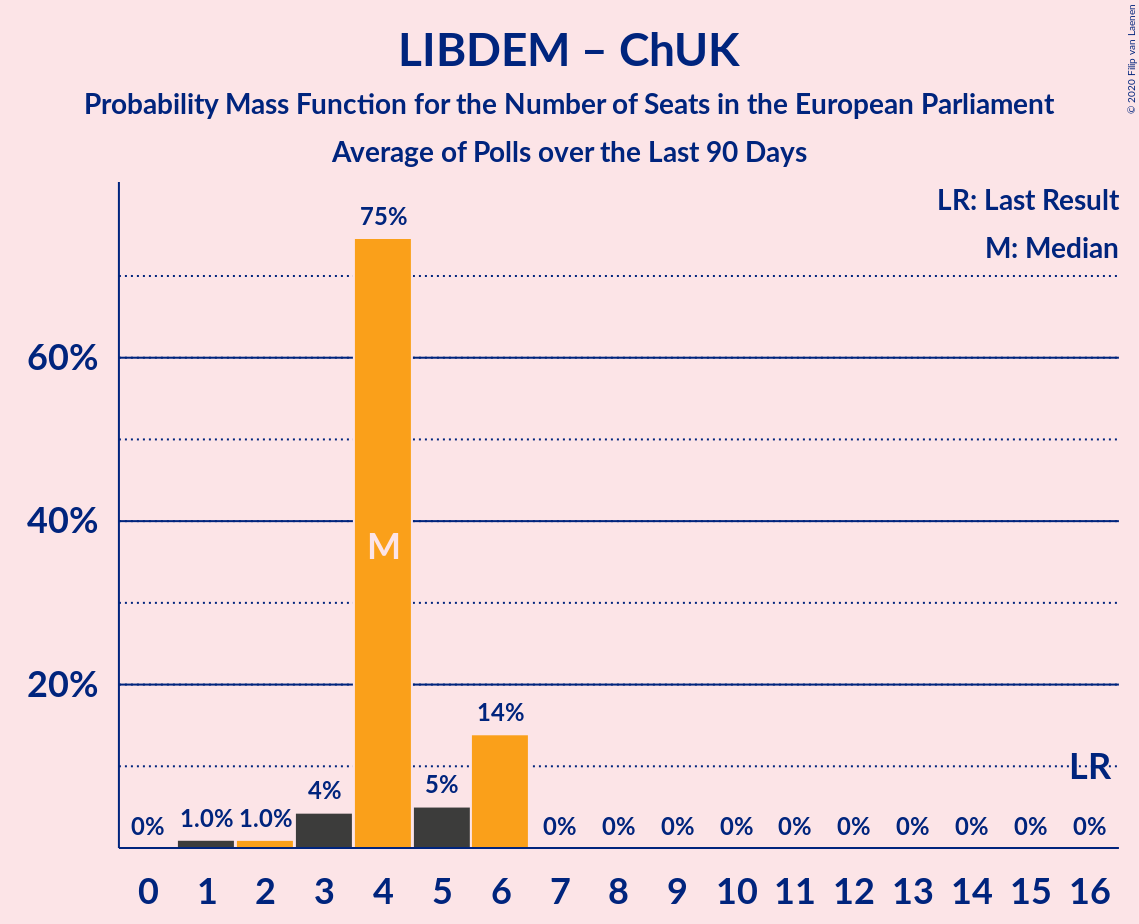 LIBDEM – ChUK
Probability Mass Function for the Number of Seats in the European Parliament
Average of Polls over the Last 90 Days
© 2020 Filip van Laenen
LR: Last Result
M: Median
75%
60%
40%
M
20%
14%
LR
5%
4%
0% 1.0% 1.0% 0% 0% 0% 0% 0% 0% 0% 0% 0% 0%
0 1 2 3 4 5 6 7 8 9 10 11 12 13 14 15 16